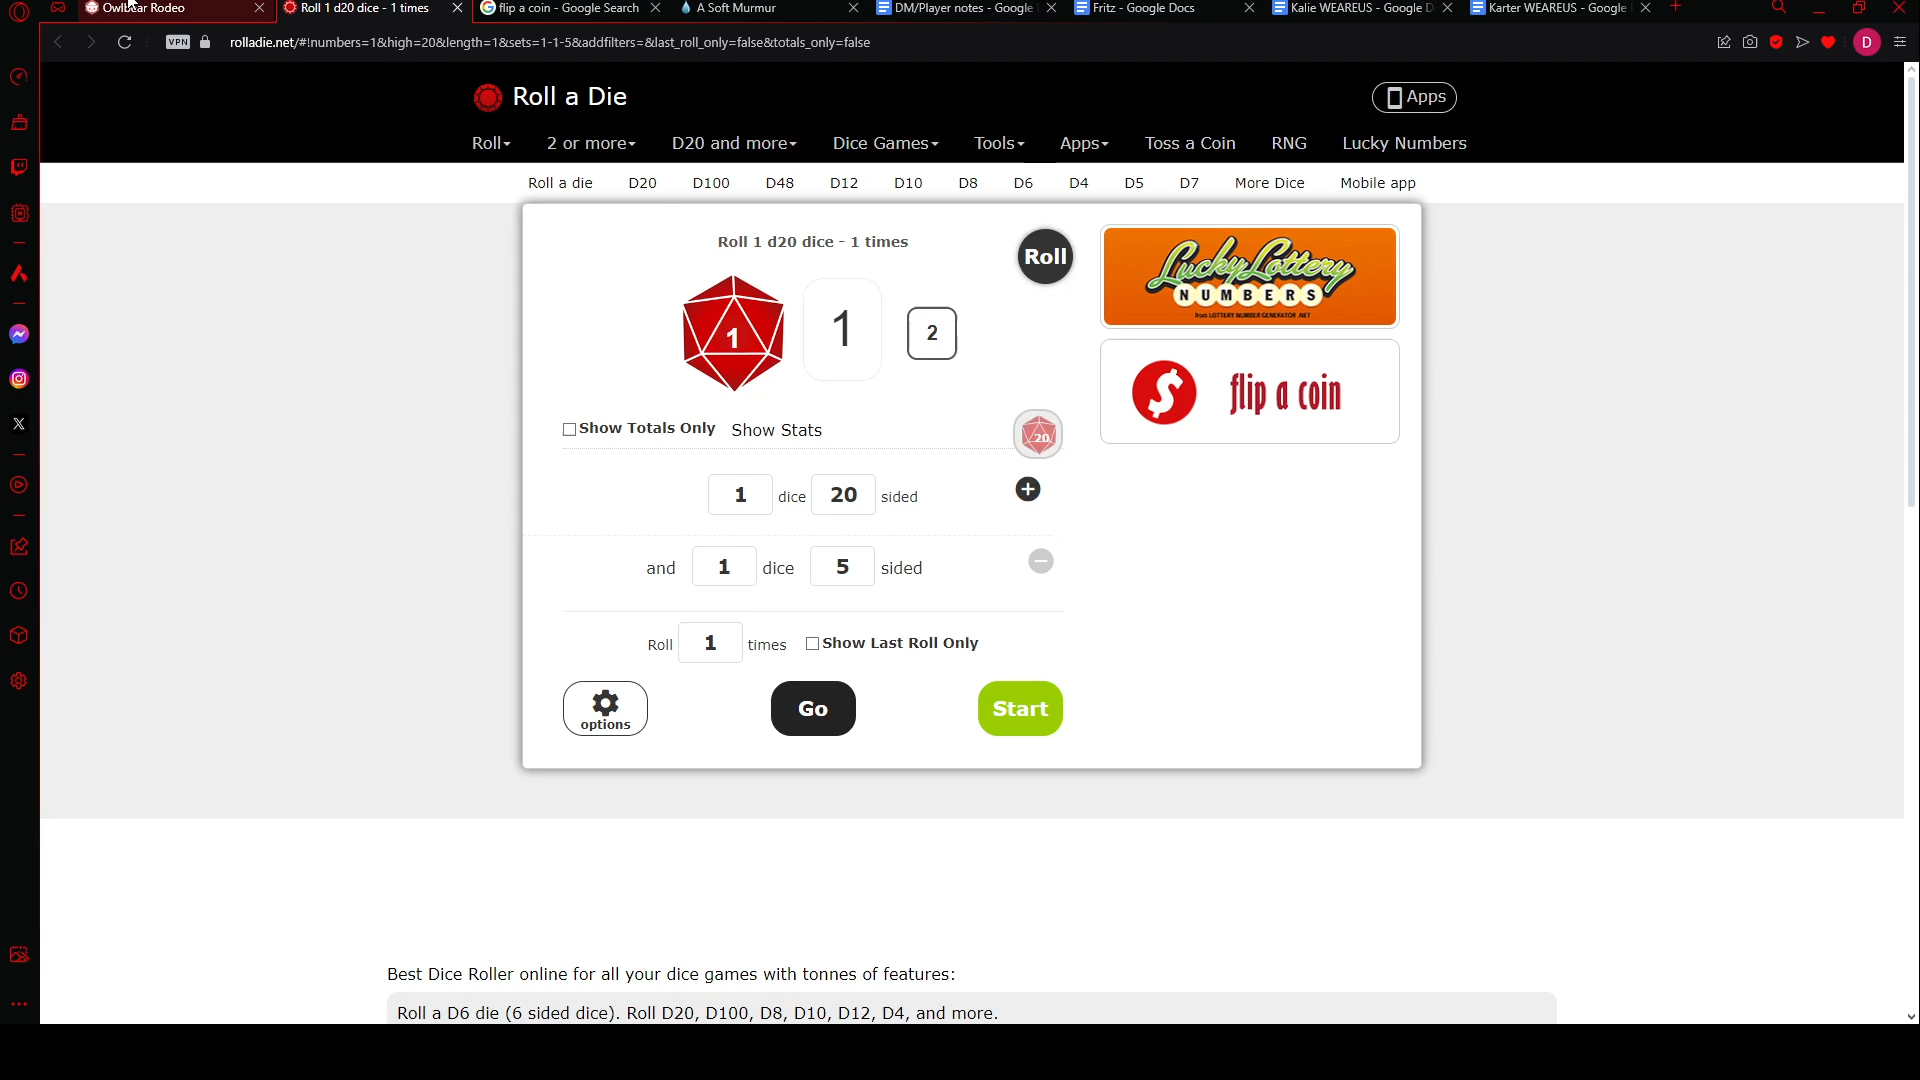 Owlbear Rodeo
Roll 1 d20 dice - 1 times
flip a coin - Google Search
A Soft Murmur
DM/Player notes - Google
Fritz - Google Docs
Kalie WEAREUS - Google D
Karter WEAREUS - Google
VPN
rolladie.net/#!numbers=1&high=20&length=1&sets=1-1-5&addfilters=&last_roll_only=false&totals_only=false
D
Roll a Die
Apps
Roll
2 or more
D20 and more
Dice Games
Tools
Apps
Toss a Coin
RNG
Lucky Numbers
Roll a die
D20
D100
D48
D12
D10
D8
D6
D4
D5
D7
More Dice
Mobile app
Roll 1 d20 dice - 1 times
Roll
1
1
2
Lucky Lottery
NUMBERS
from LOTTERY NUMBER GENERATOR .NET
$ flip a coin
Show Totals Only
Show Stats
20
1 dice 20 sided
and 1 dice 5 sided
Roll 1 times
Show Last Roll Only
options
Go
Start
Best Dice Roller online for all your dice games with tonnes of features:
Roll a D6 die (6 sided dice). Roll D20, D100, D8, D10, D12, D4, and more.